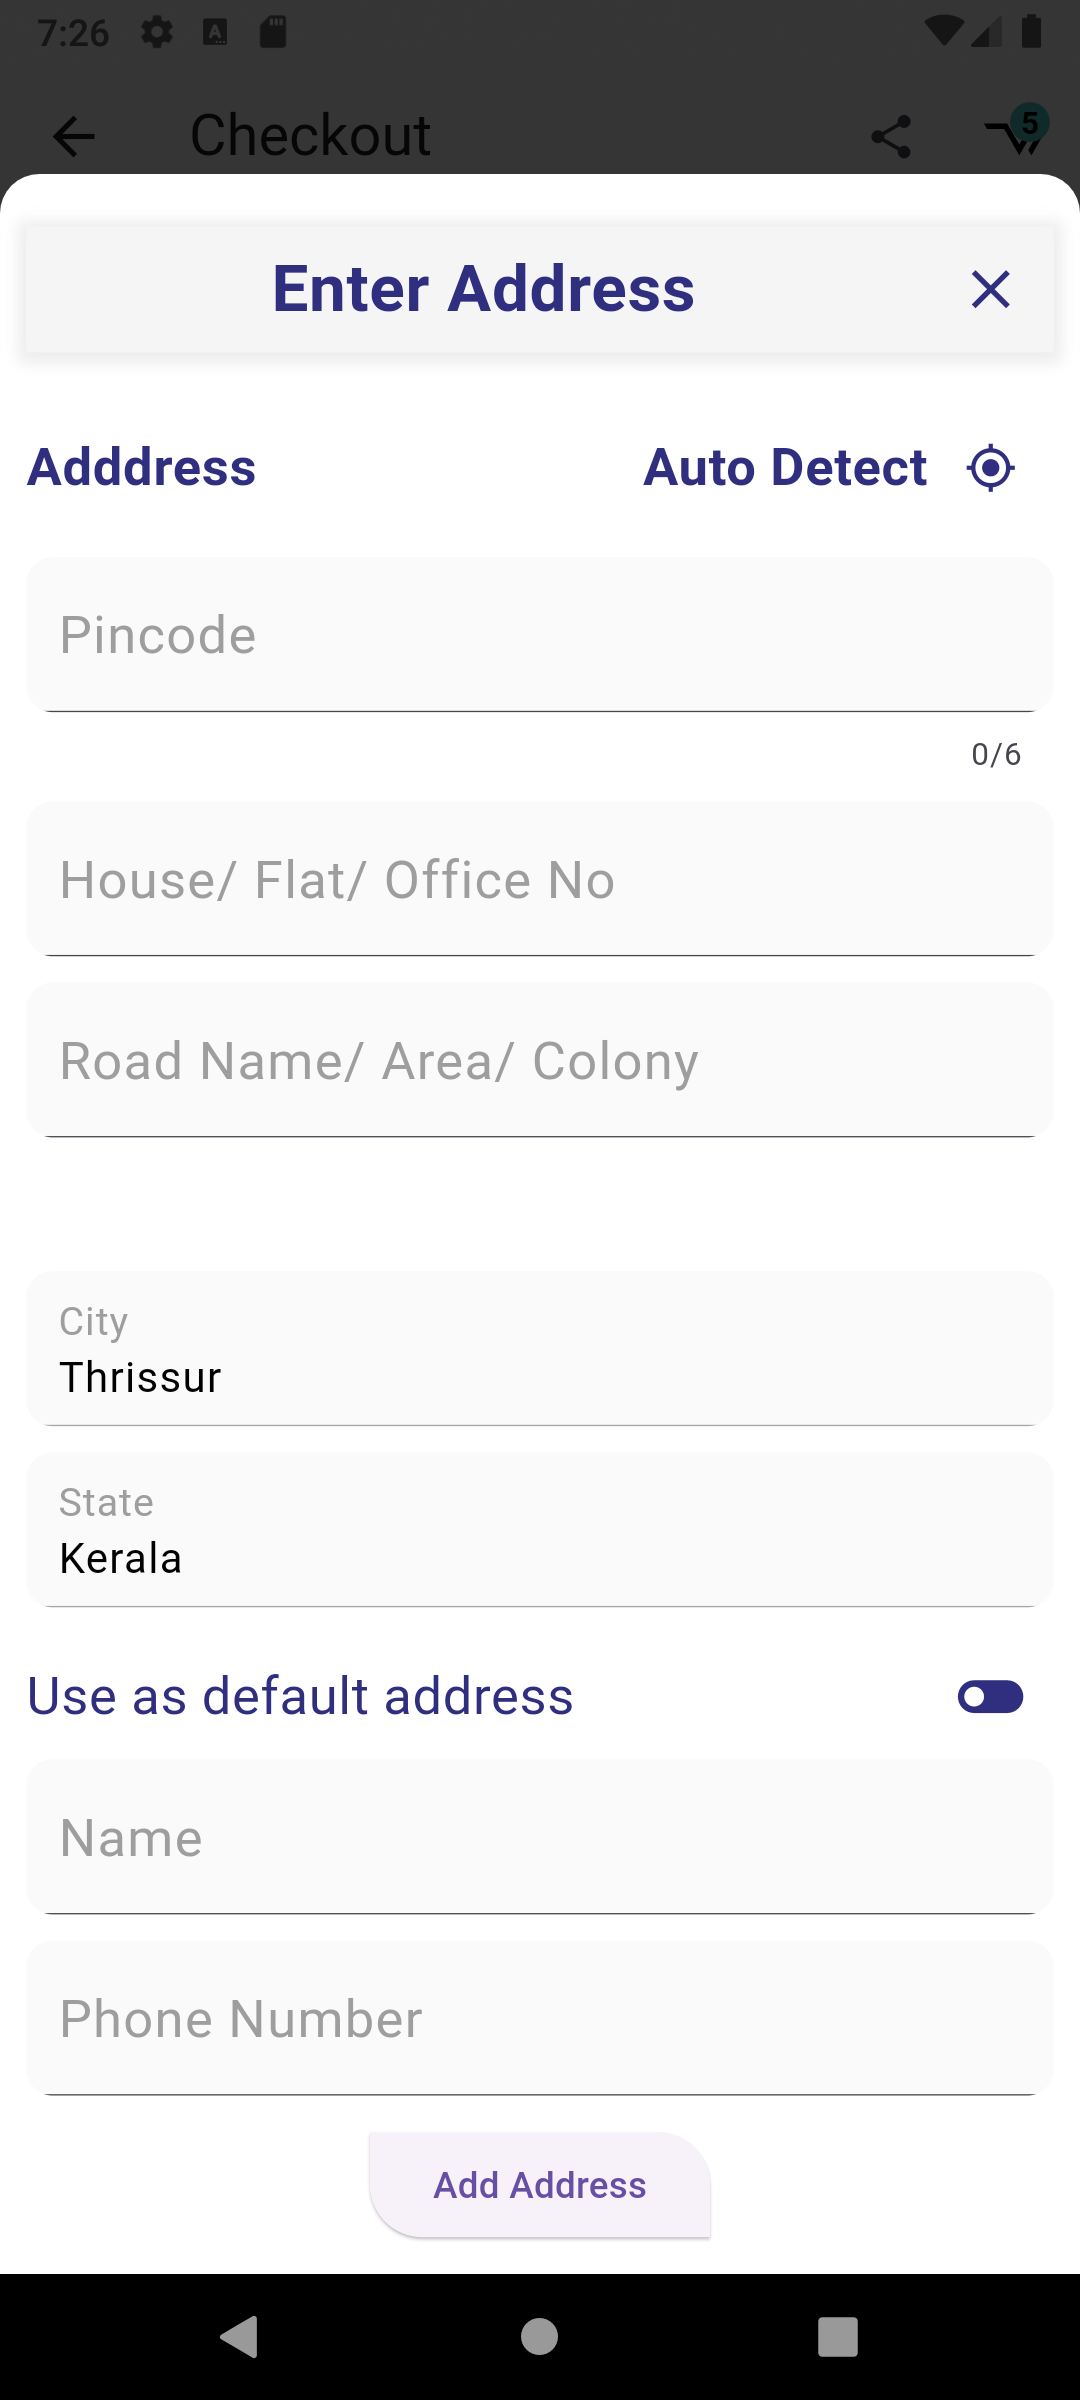 7:26
Checkout
5
Enter Address
Adddress
Auto Detect
Pincode
0/6
House/ Flat/ Office No
Road Name/ Area/ Colony
City
Thrissur
State
Kerala
Use as default address
Name
Phone Number
Add Address